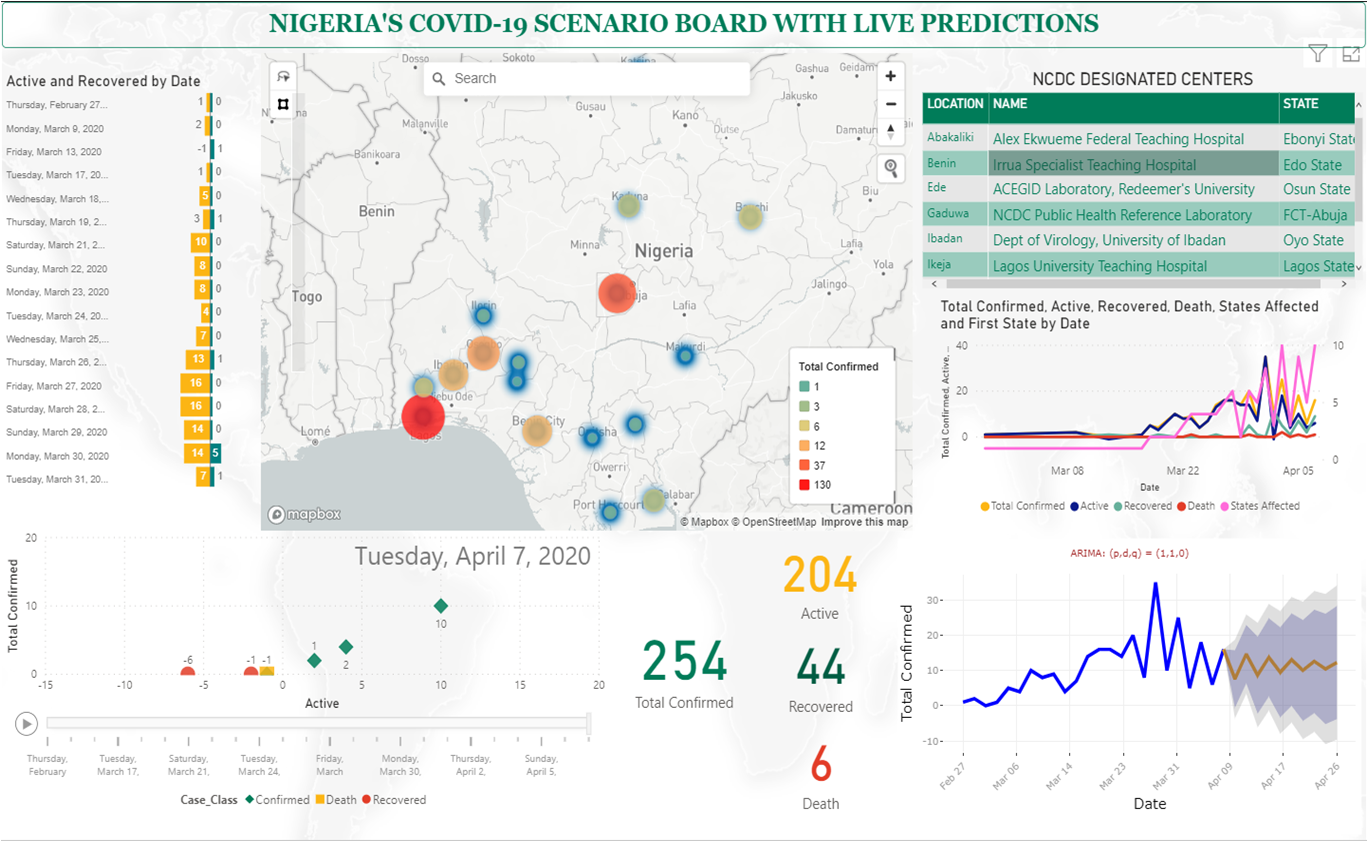 NIGERIA'S COVID-19 SCENARIO BOARD WITH LIVE PREDICTIONS
Active and Recovered by Date
Thursday, February 27... 1 0
Monday, March 9, 2020 2 0
Friday, March 13, 2020 -1 1
Tuesday, March 17, 20... 1 0
Wednesday, March 18,... 5 0
Thursday, March 19, 2... 3 1
Saturday, March 21, 2... 10 0
Sunday, March 22, 2020 8 0
Monday, March 23, 2020 8 0
Tuesday, March 24, 20... 4 0
Wednesday, March 25,... 7 0
Thursday, March 26, 2... 13 1
Friday, March 27, 2020 16 0
Saturday, March 28, 2... 16 0
Sunday, March 29, 2020 14 0
Monday, March 30, 2020 14 5
Tuesday, March 31, 20... 7 1
Search
Dosso
Sokoto
Gashua
Geidam
Jakusko
Gusau
Kanò
Dutse
Damatur
Malanville
Banikoara
Biu
Benin
Minna
Nigeria
Lafia
Yola
Jalingo
Togo
Lafia
Ilorin
Makurdi
Lomé
Owerri
Port Harcourt
Calabar
Cameroon
Total Confirmed
1
3
6
12
37
130
mapbox
© Mapbox © OpenStreetMap Improve this map
NCDC DESIGNATED CENTERS
LOCATION NAME STATE
Abakaliki Alex Ekwueme Federal Teaching Hospital Ebonyi State
Benin Irrua Specialist Teaching Hospital Edo State
Ede ACEGID Laboratory, Redeemer's University Osun State
Gaduwa NCDC Public Health Reference Laboratory FCT-Abuja
Ibadan Dept of Virology, University of Ibadan Oyo State
Ikeja Lagos University Teaching Hospital Lagos State
Total Confirmed, Active, Recovered, Death, States Affected
and First State by Date
Total Confirmed, Active, ...
40
20
0
10
5
0
Mar 08 Mar 22 Apr 05
Date
Total Confirmed Active Recovered Death States Affected
Tuesday, April 7, 2020
Total Confirmed
20
10
0
-6
-1
-1
1
2
10
-15 -10 -5 0 5 10 15 20
Active
Thursday, February
Tuesday, March 17,
Saturday, March 21,
Tuesday, March 24,
Friday, March
Monday, March 30,
Thursday, April 2,
Sunday, April 5,
Case_Class Confirmed Death Recovered
254
Total Confirmed
204
Active
44
Recovered
6
Death
ARIMA: (p,d,q) = (1,1,0)
Total Confirmed
30
20
10
0
-10
Feb 27 Mar 06 Mar 14 Mar 23 Mar 31 Apr 09 Apr 17 Apr 26
Date